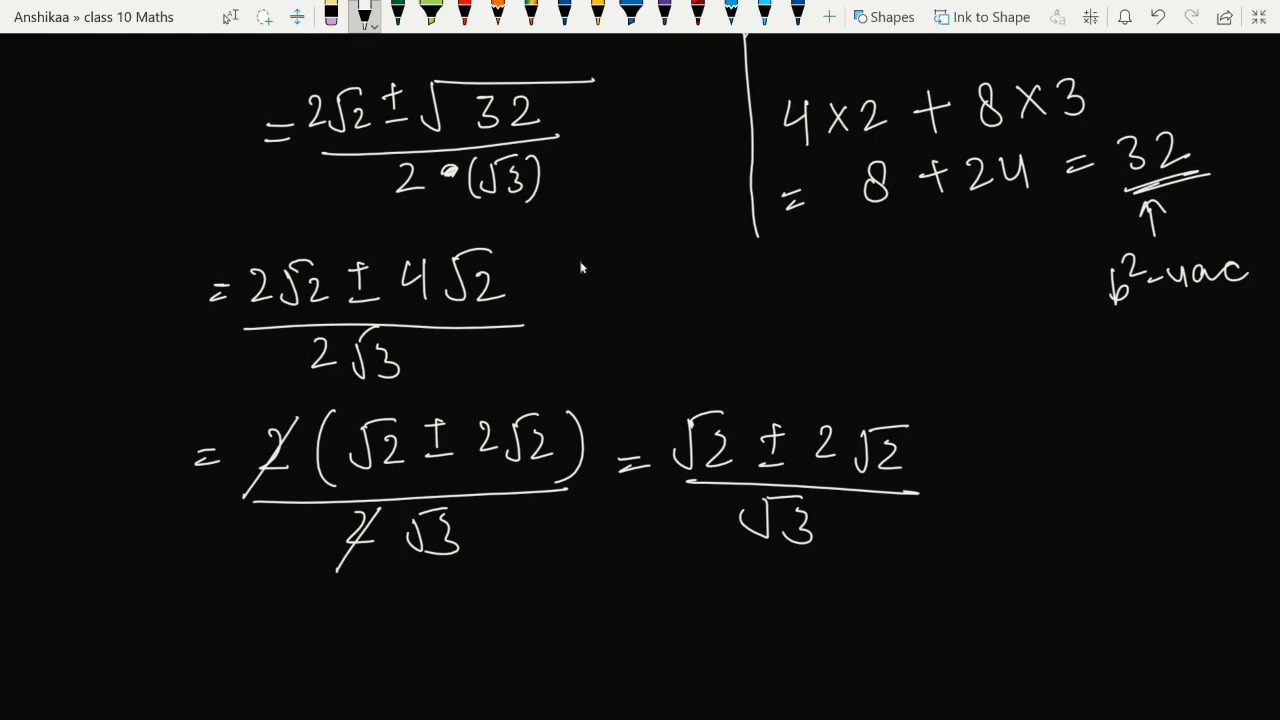 Anshikaa » class 10 Maths
Shapes
Ink to Shape
= 2√2 ± √32
2 · (√3)
4 × 2 + 8 × 3
= 8 + 24 = 32
↑
b² - 4ac
= 2√2 ± 4√2
2√3
= 2 (√2 ± 2√2) = √2 ± 2√2
2 √3
√3